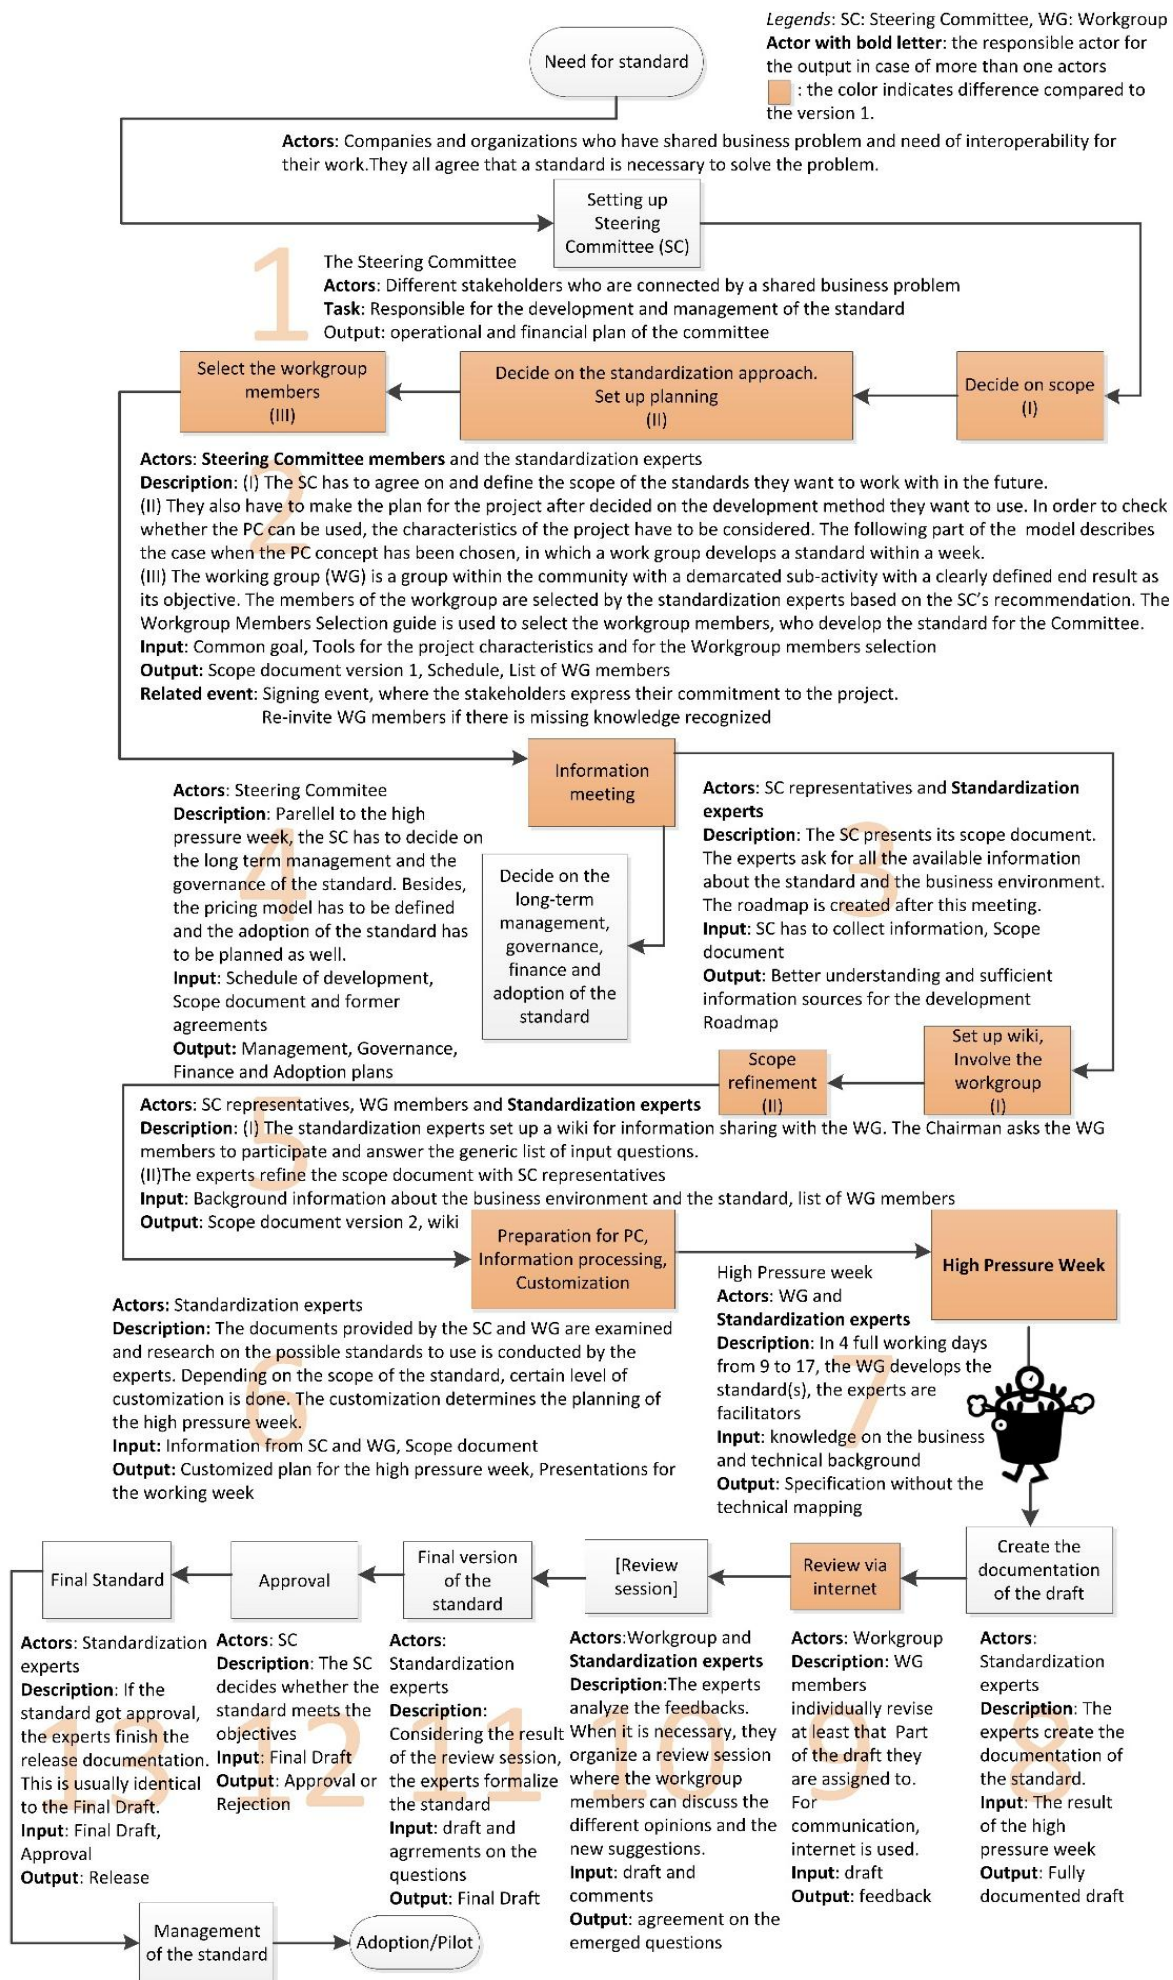 Legends: SC: Steering Committee, WG: Workgroup
Actor with bold letter: the responsible actor for
the output in case of more than one actors
: the color indicates difference compared to
the version 1.
Need for standard
Actors: Companies and organizations who have shared business problem and need of interoperability for
their work.They all agree that a standard is necessary to solve the problem.
Setting up
Steering
Committee (SC)
1
The Steering Committee
Actors: Different stakeholders who are connected by a shared business problem
Task: Responsible for the development and management of the standard
Output: operational and financial plan of the committee
Select the workgroup
members
(III)
Decide on the standardization approach.
Set up planning
(II)
Decide on scope
(I)
2
Actors: Steering Committee members and the standardization experts
Description: (I) The SC has to agree on and define the scope of the standards they want to work with in the future.
(II) They also have to make the plan for the project after decided on the development method they want to use. In order to check
whether the PC can be used, the characteristics of the project have to be considered. The following part of the model describes
the case when the PC concept has been chosen, in which a work group develops a standard within a week.
(III) The working group (WG) is a group within the community with a demarcated sub-activity with a clearly defined end result as
its objective. The members of the workgroup are selected by the standardization experts based on the SC's recommendation. The
Workgroup Members Selection guide is used to select the workgroup members, who develop the standard for the Committee.
Input: Common goal, Tools for the project characteristics and for the Workgroup members selection
Output: Scope document version 1, Schedule, List of WG members
Related event: Signing event, where the stakeholders express their commitment to the project.
Re-invite WG members if there is missing knowledge recognized
Information
meeting
4
Actors: Steering Commitee
Description: Parellel to the high
pressure week, the SC has to decide on
the long term management and the
governance of the standard. Besides,
the pricing model has to be defined
and the adoption of the standard has
to be planned as well.
Input: Schedule of development,
Scope document and former
agreements
Output: Management, Governance,
Finance and Adoption plans
Decide on the
long-term
management,
governance,
finance and
adoption of the
standard
3
Actors: SC representatives and Standardization
experts
Description: The SC presents its scope document.
The experts ask for all the available information
about the standard and the business environment.
The roadmap is created after this meeting.
Input: SC has to collect information, Scope
document
Output: Better understanding and sufficient
information sources for the development
Roadmap
Scope
refinement
(II)
Set up wiki,
Involve the
workgroup
(I)
5
Actors: SC representatives, WG members and Standardization experts
Description: (I) The standardization experts set up a wiki for information sharing with the WG. The Chairman asks the WG
members to participate and answer the generic list of input questions.
(II)The experts refine the scope document with SC representatives
Input: Background information about the business environment and the standard, list of WG members
Output: Scope document version 2, wiki
Preparation for PC,
Information processing,
Customization
High Pressure Week
6
Actors: Standardization experts
Description: The documents provided by the SC and WG are examined
and research on the possible standards to use is conducted by the
experts. Depending on the scope of the standard, certain level of
customization is done. The customization determines the planning of
the high pressure week.
Input: Information from SC and WG, Scope document
Output: Customized plan for the high pressure week, Presentations for
the working week
7
High Pressure week
Actors: WG and
Standardization experts
Description: In 4 full working days
from 9 to 17, the WG develops the
standard(s), the experts are
facilitators
Input: knowledge on the business
and technical background
Output: Specification without the
technical mapping
Final Standard
Approval
Final version
of the
standard
[Review
session]
Review via
internet
Create the
documentation
of the draft
13
Actors: Standardization
experts
Description: If the
standard got approval,
the experts finish the
release documentation.
This is usually identical
to the Final Draft.
Input: Final Draft,
Approval
Output: Release
12
Actors: SC
Description: The SC
decides whether the
standard meets the
objectives
Input: Final Draft
Output: Approval or
Rejection
11
Actors:
Standardization
experts
Description:
Considering the result
of the review session,
the experts formalize
the standard
Input: draft and
agrrements on the
questions
Output: Final Draft
10
Actors:Workgroup and
Standardization experts
Description:The experts
analyze the feedbacks.
When it is necessary, they
organize a review session
where the workgroup
members can discuss the
different opinions and the
new suggestions.
Input: draft and
comments
Output: agreement on the
emerged questions
9
Actors: Workgroup
Description: WG
members
individually revise
at least that Part
of the draft they
are assigned to.
For
communication,
internet is used.
Input: draft
Output: feedback
8
Actors:
Standardization
experts
Description: The
experts crate the
documentation of
the standard.
Input: The result
of the high
pressure week
Output: Fully
documented draft
Management
of the standard
Adoption/Pilot